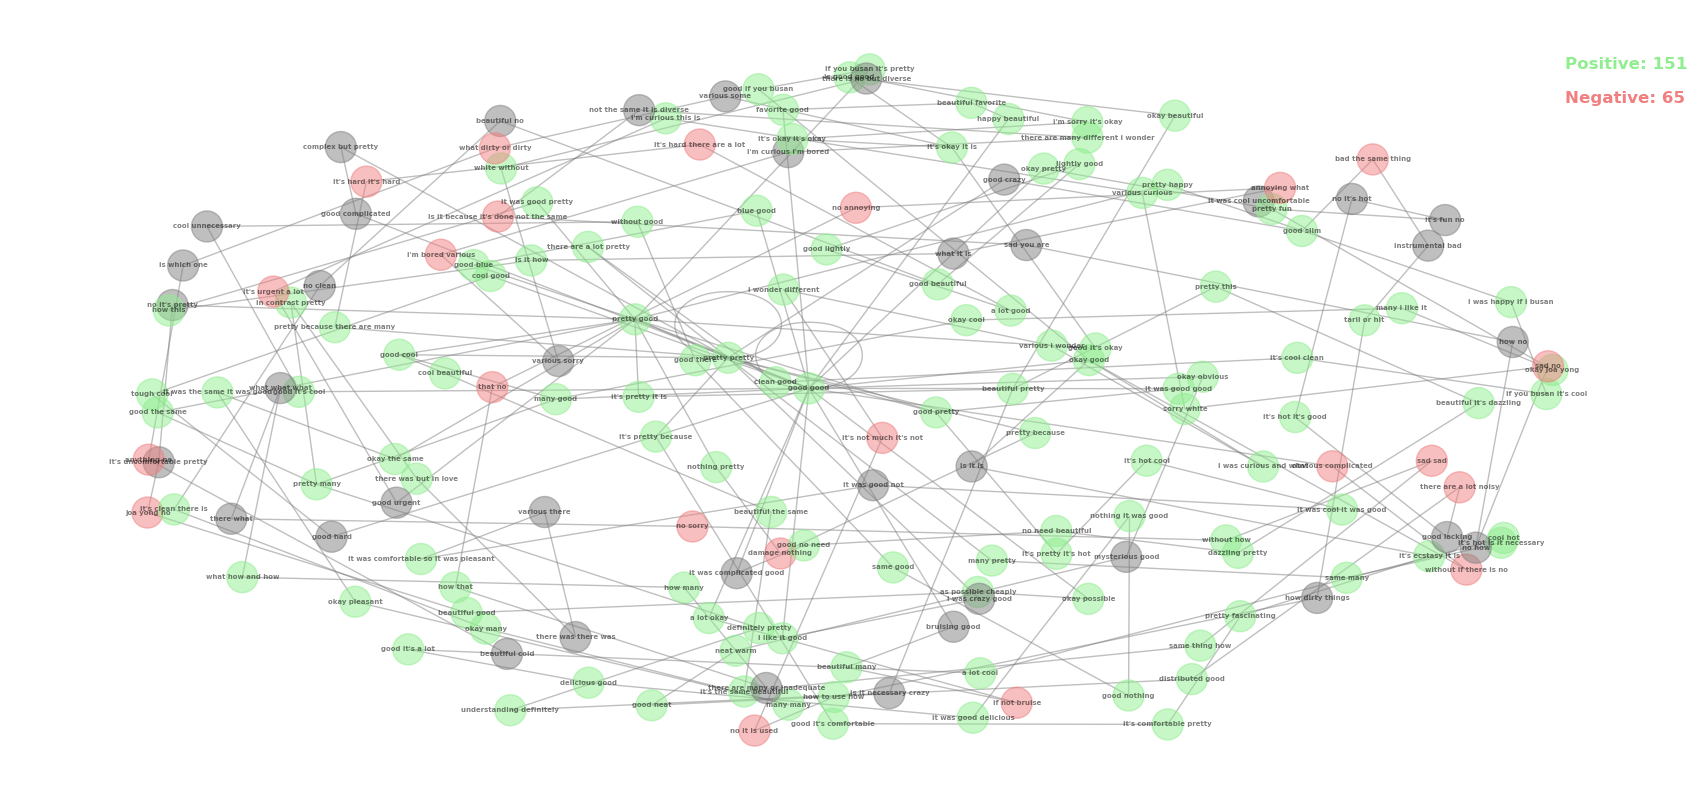 Positive: 151
Negative: 65
if you busan it's pretty
is good good
there is no but diverse
good if you busan
various some
not the same it is diverse
favorite good
beautiful favorite
happy beautiful
okay beautiful
i'm curious this is
beautiful no
i'm sorry it's okay
there are many different i wonder
it's okay it's okay
it's okay it is
i'm curious i'm bored
it's hard there are a lot
complex but pretty
what dirty or dirty
white without
lightly good
okay pretty
bad the same thing
it's hard it's hard
good crazy
pretty happy
various curious
annoying what
it was cool uncomfortable
pretty fun
no it's hot
it was good pretty
good complicated
is it because it's done not the same
without good
blue good
no annoying
it's fun no
cool unnecessary
good slim
instrumental bad
there are a lot pretty
good lightly
what it is
sad you are
i'm bored various
is it how
is which one
good blue
cool good
good beautiful
pretty this
i wonder different
no clean
it's urgent a lot
in contrast pretty
no it's pretty
how this
i was happy if i busan
many i like it
a lot good
okay cool
taril or hit
pretty good
pretty because there are many
how no
good cool
various sorry
good there
pretty pretty
various i wonder
good it's okay
okay good
it's cool clean
sad no
okay joa yong
cool beautiful
okay obvious
clean good
good good
that no
beautiful pretty
it was good good
what what what
it was the same it was good
good it's cool
tough cost
many good
it's pretty it is
if you busan it's cool
beautiful it's dazzling
good the same
good pretty
sorry white
it's hot it's good
it's pretty because
it's not much it's not
pretty because
anything no
it's uncomfortable pretty
okay the same
nothing pretty
is it is
it's hot cool
i was curious and what
obvious complicated
sad sad
there was but in love
pretty many
it was good not
there are a lot noisy
good urgent
joa yong no
it's clean there is
there what
various there
beautiful the same
nothing it was good
it was cool it was good
no sorry
good hard
good no need
damage nothing
no need beautiful
without how
dazzling pretty
good lacking
cool hot
it's hot is it necessary
no how
it was comfortable so it was pleasant
it's pretty it's hot
mysterious good
many pretty
it's ecstasy it is
same good
it was complicated good
without if there is no
what how and how
same many
how that
how many
as possible cheaply
i was crazy good
okay possible
how dirty things
okay pleasant
beautiful good
a lot okay
pretty fascinating
okay many
definitely pretty
bruising good
there was there was
i like it good
same thing how
good it's a lot
beautiful cold
neat warm
beautiful many
a lot cool
distributed good
delicious good
there are many or inadequate
it's the same beautiful
how to use how
is it necessary crazy
good nothing
understanding definitely
good neat
many many
if not bruise
it was good delicious
no it is used
good it's comfortable
it's comfortable pretty